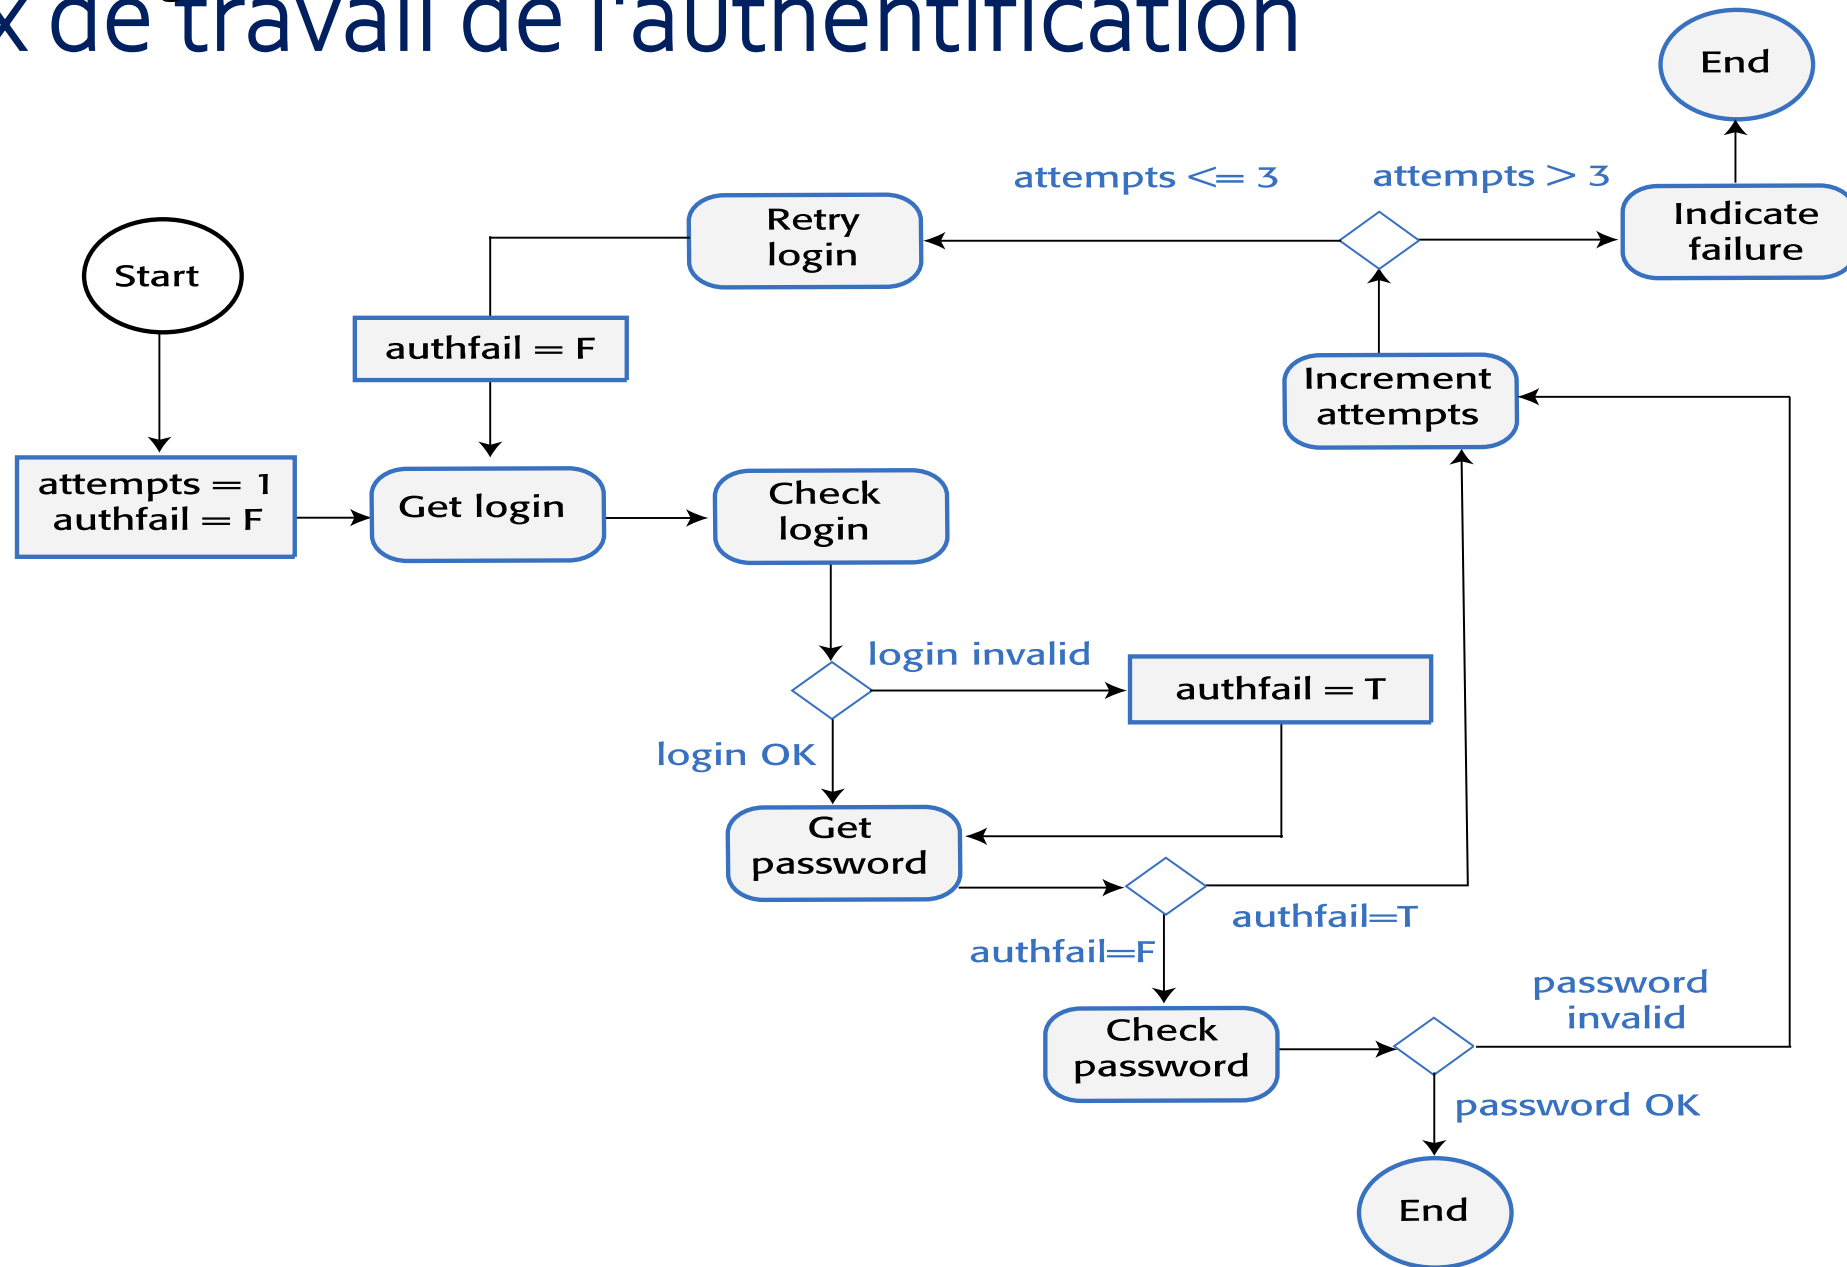 x de travail de l'authentification
End
attempts <= 3
attempts > 3
Retry
login
Indicate
failure
Start
authfail = F
Increment
attempts
attempts = 1
authfail = F
Get login
Check
login
login invalid
authfail = T
login OK
Get
password
authfail=T
authfail=F
password
invalid
Check
password
password OK
End